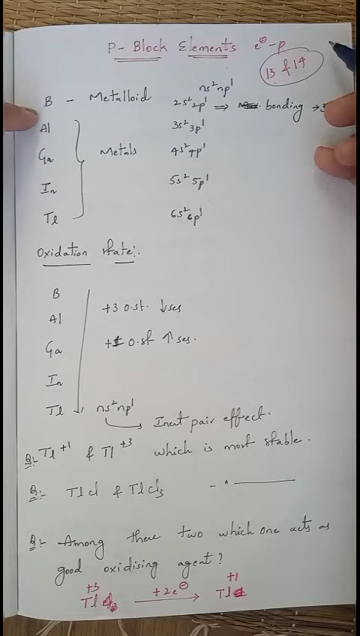 P-Block Elements e⊖-p
13 & 14
ns²np¹
B - Metalloid 2s²2p¹ ⇒ bonding →3
Al 3s²3p¹
Ga Metals 4s²4p¹
In 5s²5p¹
Tl 6s²6p¹
Oxidation state:-
B
Al +3 o.st. ↓ses
Ga +1 o.st ↑ses.
In
Tl ns²np¹
→ Inert pair effect.
Q:- Tl⁺¹ & Tl⁺³ which is most stable.
Q:- TlCl & TlCl₃ - " -
Q:- Among these two which one acts as
good oxidising agent?
Tl⁺³ +2e⊖ → Tl⁺¹